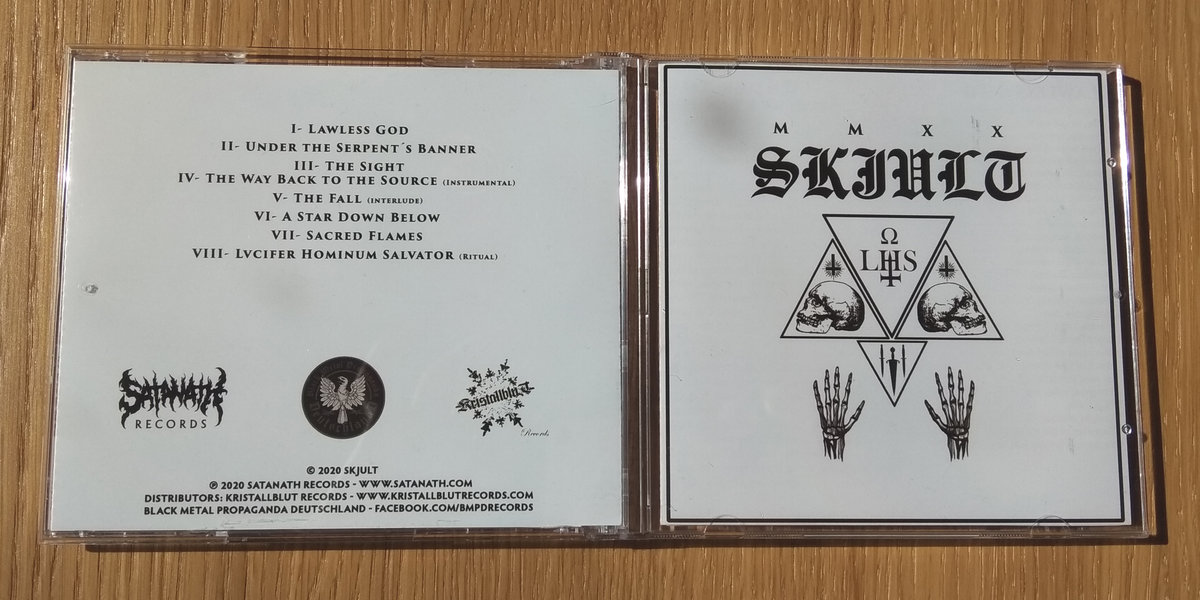 I- Lawless God
II- Under the Serpent´s Banner
III- The Sight
IV- The Way Back to the Source (Instrumental)
V- The Fall (interlude)
VI- A Star Down Below
VII- Sacred Flames
VIII- Lvcifer Hominum Salvator (Ritual)
SATANATH
RECORDS
Kristallblut
Records
© 2020 SKJULT
℗ 2020 SATANATH RECORDS - WWW.SATANATH.COM
DISTRIBUTORS: KRISTALLBLUT RECORDS - WWW.KRISTALLBLUTRECORDS.COM
BLACK METAL PROPAGANDA DEUTSCHLAND - FACEBOOK.COM/BMPDRECORDS
M M X X
SKJULT
Ω
LHS